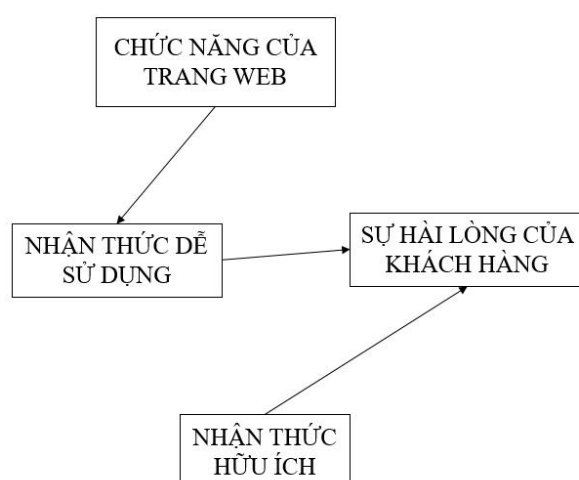 CHỨC NĂNG CỦA
TRANG WEB
NHẬN THỨC DỄ
SỬ DỤNG
SỰ HÀI LÒNG CỦA
KHÁCH HÀNG
NHẬN THỨC
HỮU ÍCH